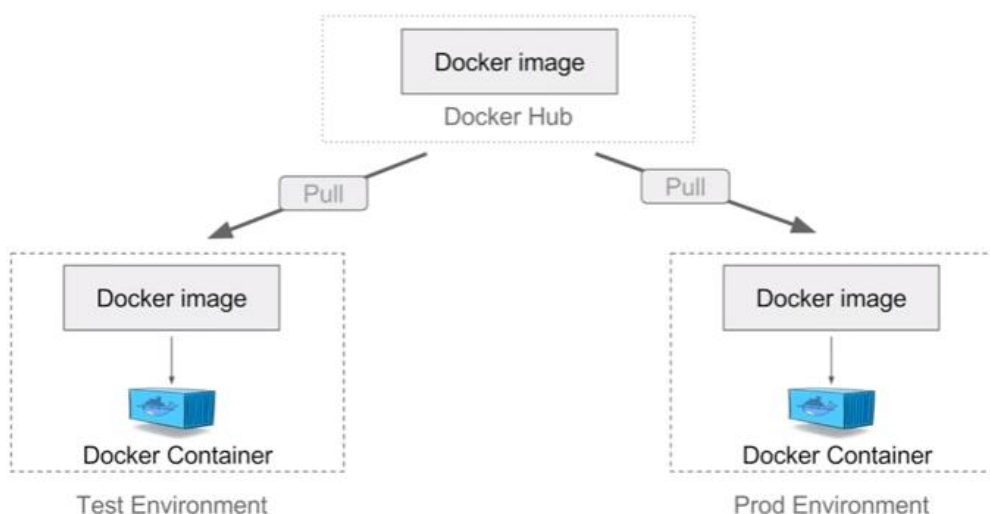 Docker image
Docker Hub
Pull
Pull
Docker image
Docker Container
Test Environment
Docker image
Docker Container
Prod Environment